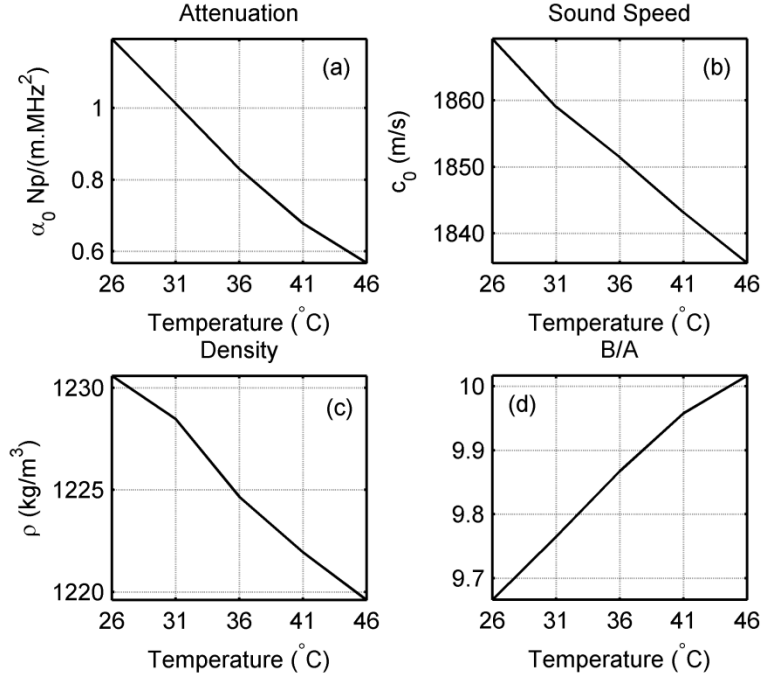 Attenuation
(a)
α0 Np/(m.MHz2)
1
0.8
0.6
26 31 36 41 46
Temperature (°C)
Sound Speed
(b)
c0 (m/s)
1860
1850
1840
26 31 36 41 46
Temperature (°C)
Density
(c)
ρ (kg/m3)
1230
1225
1220
26 31 36 41 46
Temperature (°C)
B/A
(d)
10
9.9
9.8
9.7
26 31 36 41 46
Temperature (°C)